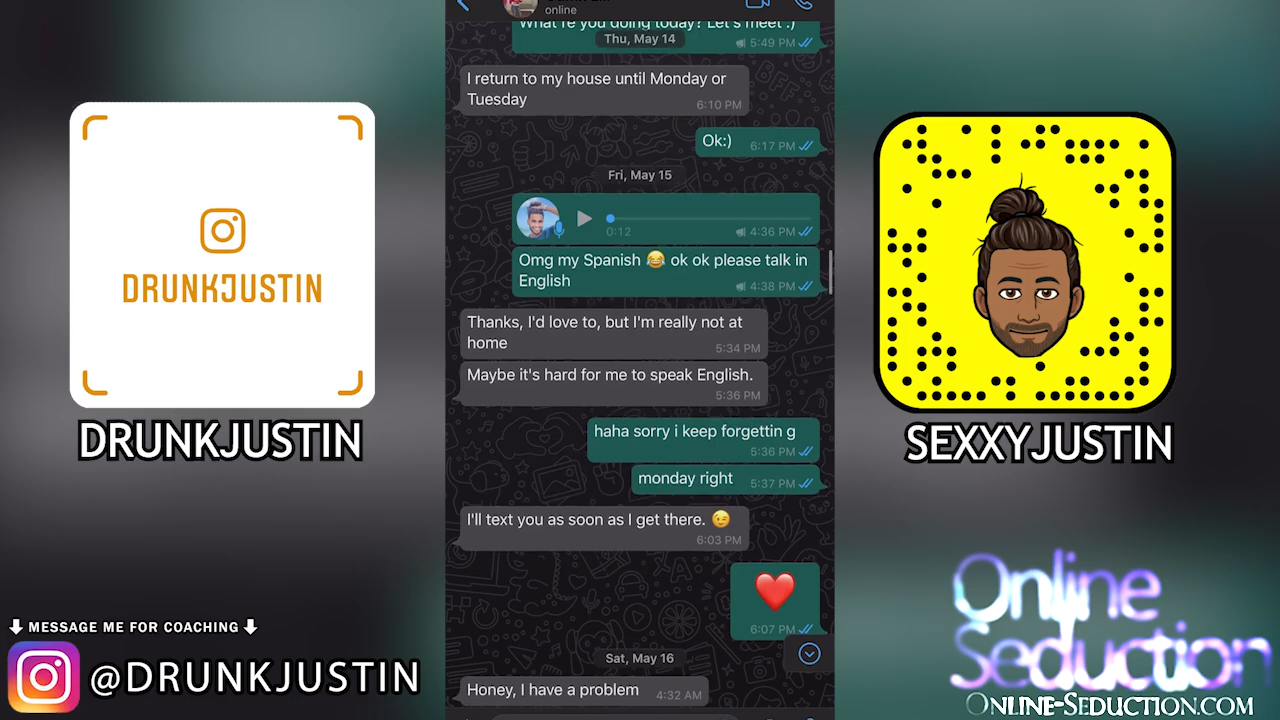 online
What're you doing today? Let's meet :)
5:49 PM
Thu, May 14
I return to my house until Monday or
Tuesday
6:10 PM
Ok:)
6:17 PM
Fri, May 15
0:12
4:36 PM
Omg my Spanish 😂 ok ok please talk in
English
4:38 PM
Thanks, I'd love to, but I'm really not at
home
5:34 PM
Maybe it's hard for me to speak English.
5:36 PM
haha sorry i keep forgettin g
5:36 PM
monday right
5:37 PM
I'll text you as soon as I get there. 😉
6:03 PM
❤️
6:07 PM
Sat, May 16
Honey, I have a problem
4:32 AM
DRUNKJUSTIN
DRUNKJUSTIN
MESSAGE ME FOR COACHING
@DRUNKJUSTIN
SEXXYJUSTIN
Online
Seduction
ONLINE-SEDUCTION.COM